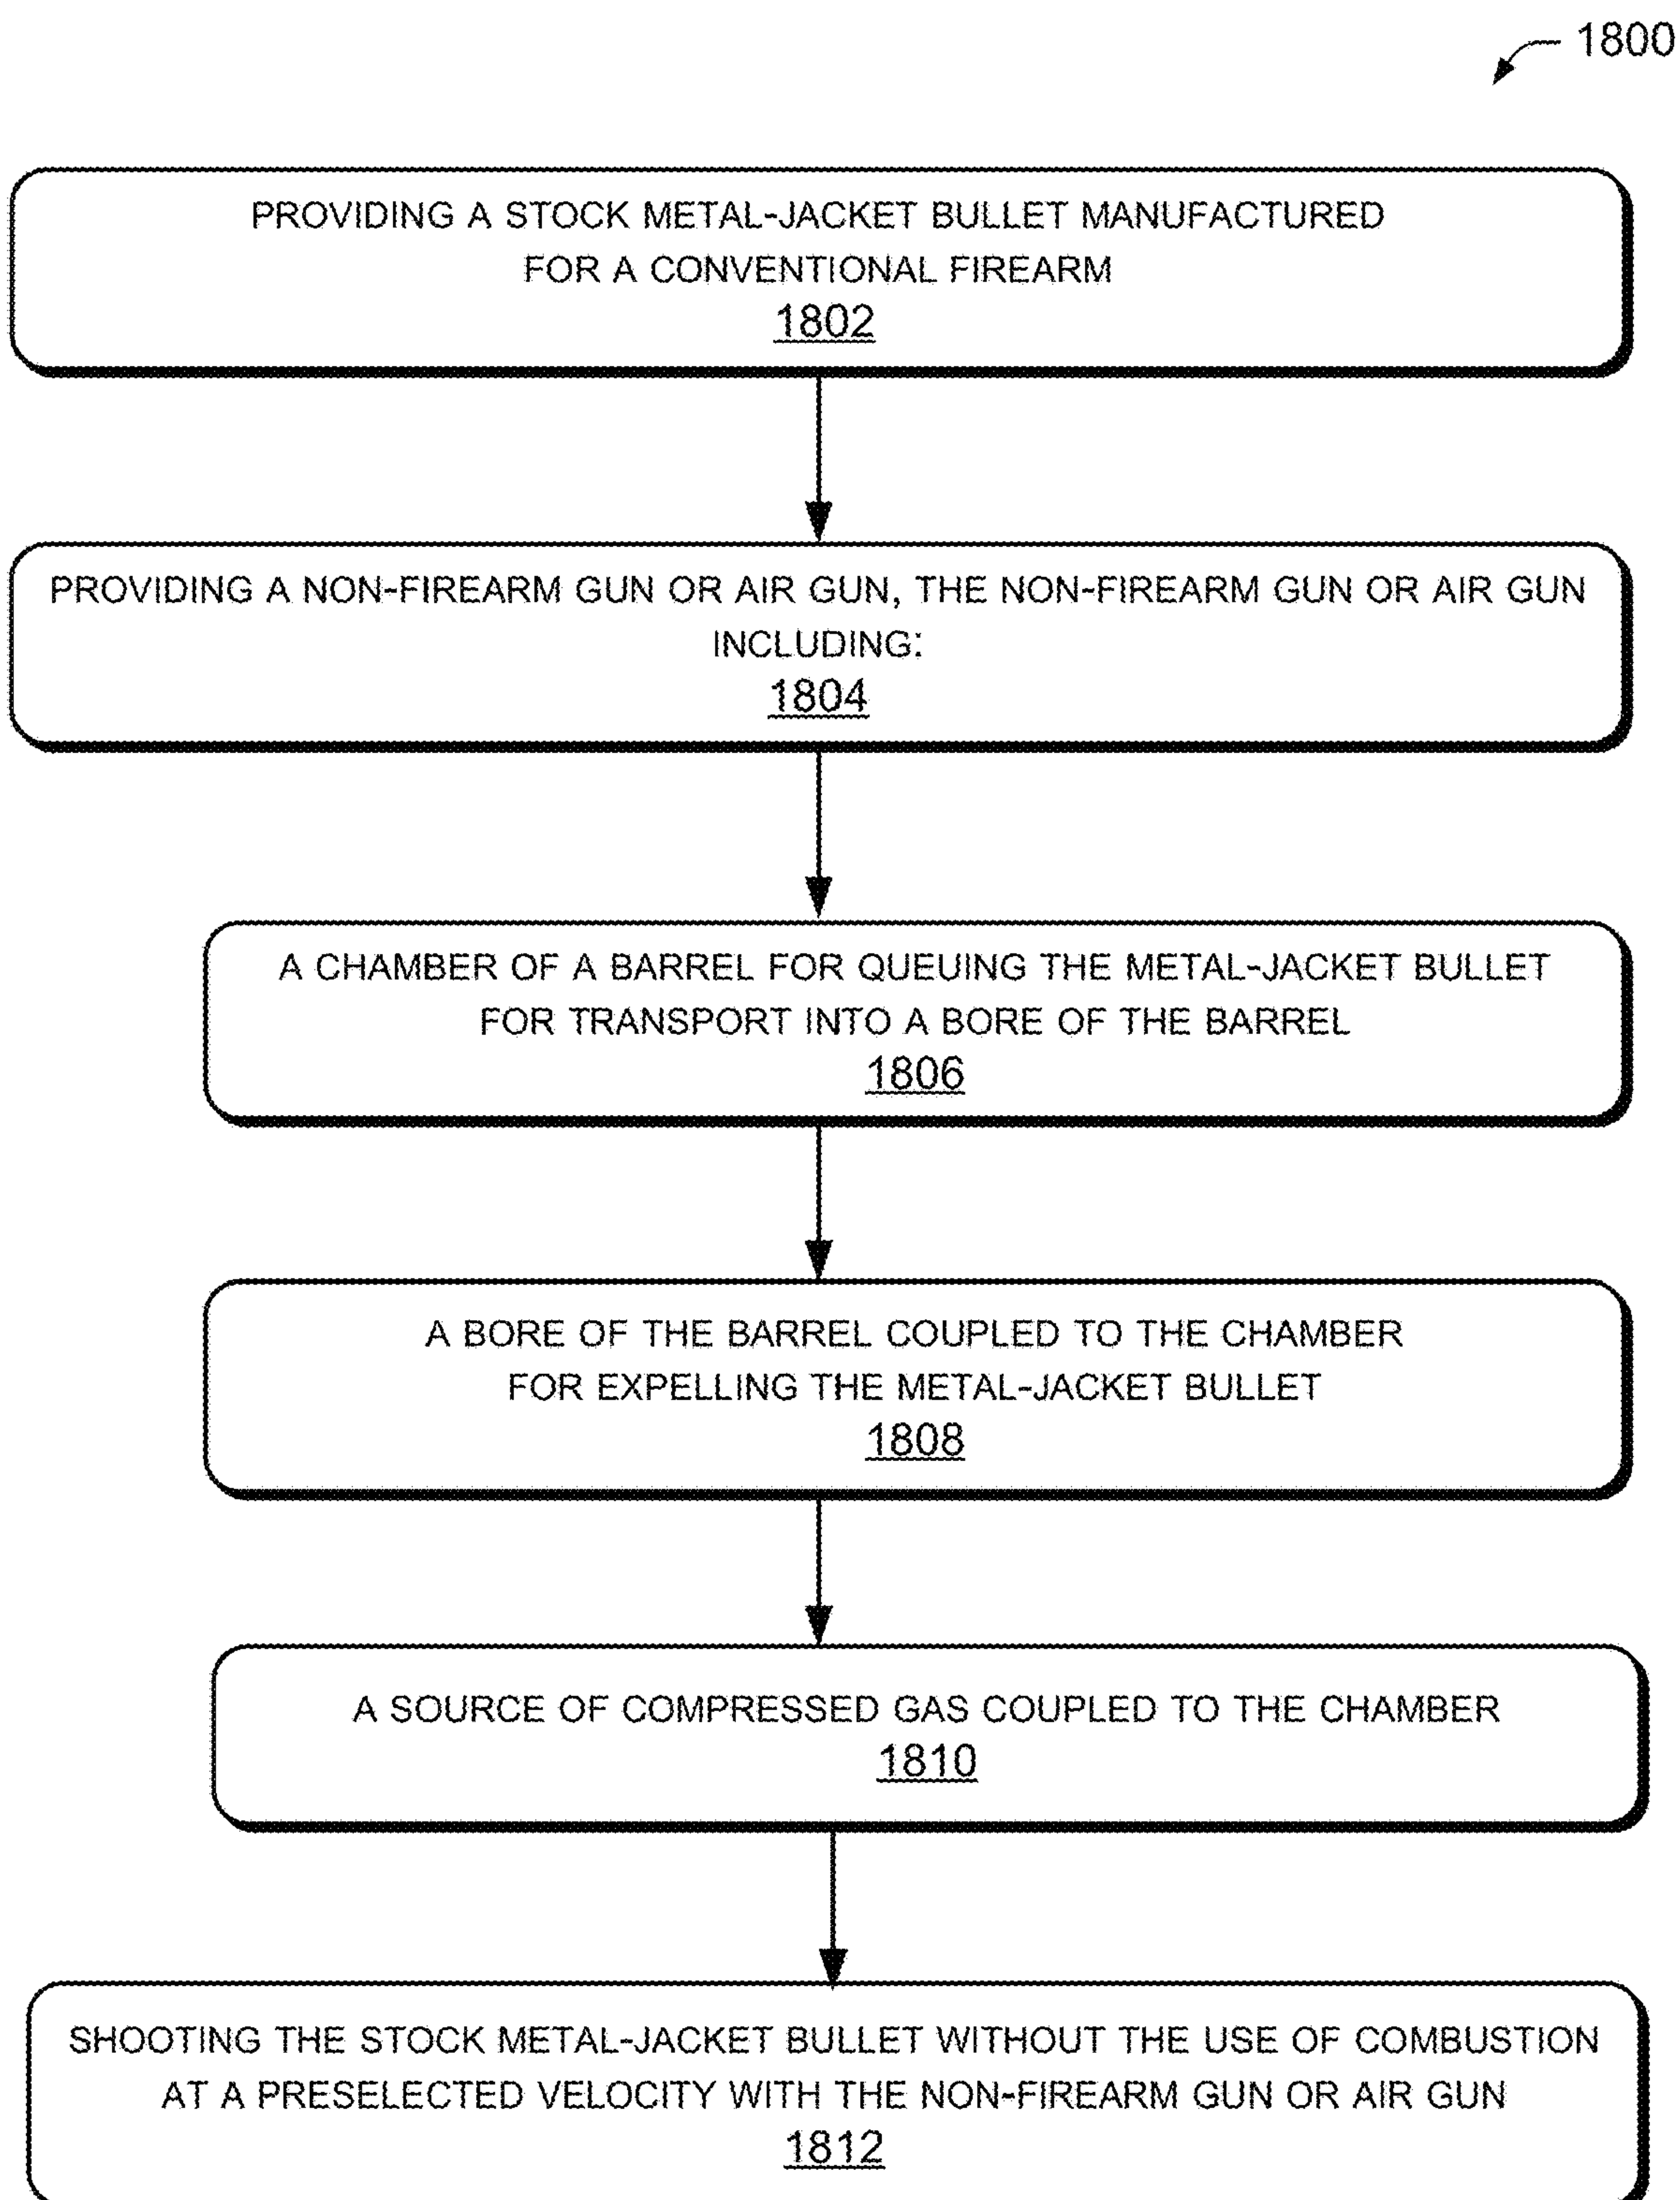 1800
PROVIDING A STOCK METAL-JACKET BULLET MANUFACTURED
FOR A CONVENTIONAL FIREARM
1802
PROVIDING A NON-FIREARM GUN OR AIR GUN, THE NON-FIREARM GUN OR AIR GUN
INCLUDING:
1804
A CHAMBER OF A BARREL FOR QUEUING THE METAL-JACKET BULLET
FOR TRANSPORT INTO A BORE OF THE BARREL
1806
A BORE OF THE BARREL COUPLED TO THE CHAMBER
FOR EXPELLING THE METAL-JACKET BULLET
1808
A SOURCE OF COMPRESSED GAS COUPLED TO THE CHAMBER
1810
SHOOTING THE STOCK METAL-JACKET BULLET WITHOUT THE USE OF COMBUSTION
AT A PRESELECTED VELOCITY WITH THE NON-FIREARM GUN OR AIR GUN
1812